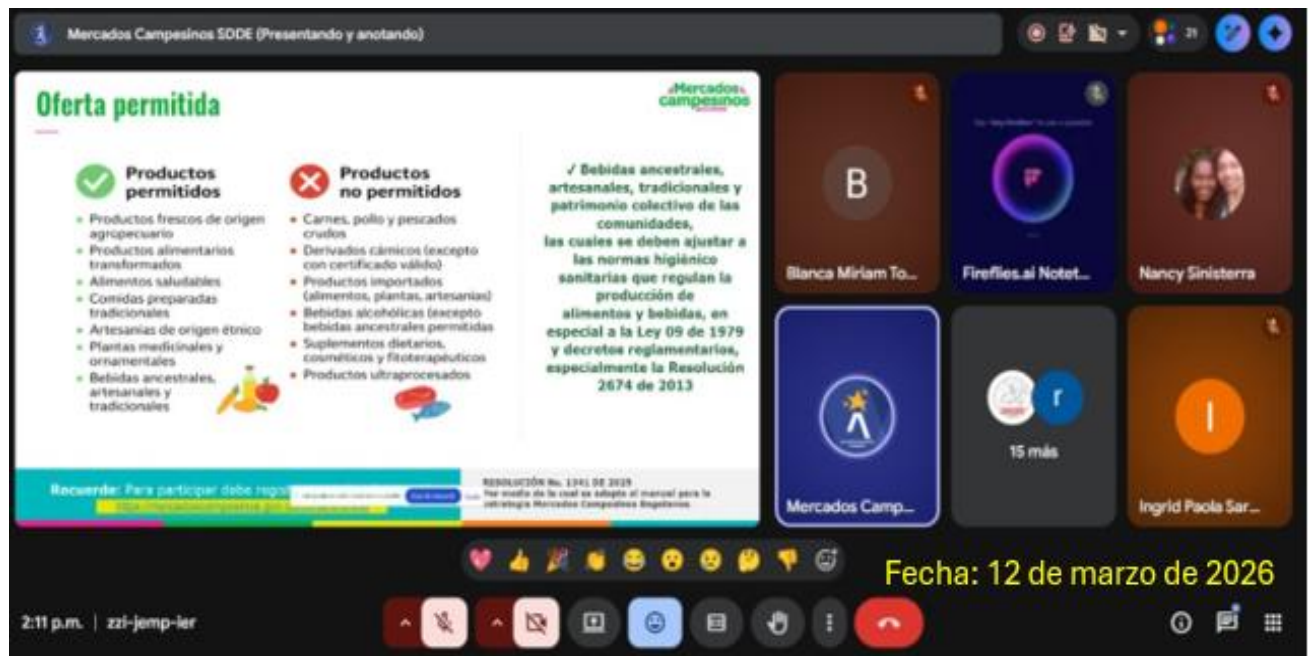 Mercados Campesinos SDDE (Presentando y anotando)
21
Oferta permitida
Mercados
campesinos
Productos
permitidos
Productos frescos de origen
agropecuario
Productos alimentarios
transformados
Alimentos saludables
Comidas preparadas
tradicionales
Artesanías de origen étnico
Plantas medicinales y
ornamentales
Bebidas ancestrales,
artesanales y
tradicionales
Productos
no permitidos
Carnes, pollo y pescados
crudos
Derivados cárnicos (excepto
con certificado válido)
Productos importados
(alimentos, plantas, artesanías)
Bebidas alcohólicas (excepto
bebidas ancestrales permitidas
Suplementos dietarios,
cosméticos y fitoterapéuticos
Productos ultraprocesados
✓ Bebidas ancestrales,
artesanales, tradicionales y
patrimonio colectivo de las
comunidades,
las cuales se deben ajustar a
las normas higiénico
sanitarias que regulan la
producción de
alimentos y bebidas, en
especial a la Ley 09 de 1979
y decretos reglamentarios,
especialmente la Resolución
2674 de 2013
Recuerde: Para participar debe regi
RESOLUCIÓN No. 1341 DE 2025
Por medio de la cual se adopta el manual para la
estrategia Mercados Campesinos Bogotanos
B
Blanca Miriam To...
Fireflies.ai Notet...
Nancy Sinisterra
Mercados Camp...
r
15 más
I
Ingrid Paola Sar...
Fecha: 12 de marzo de 2026
2:11 p.m. | zzi-jemp-ier